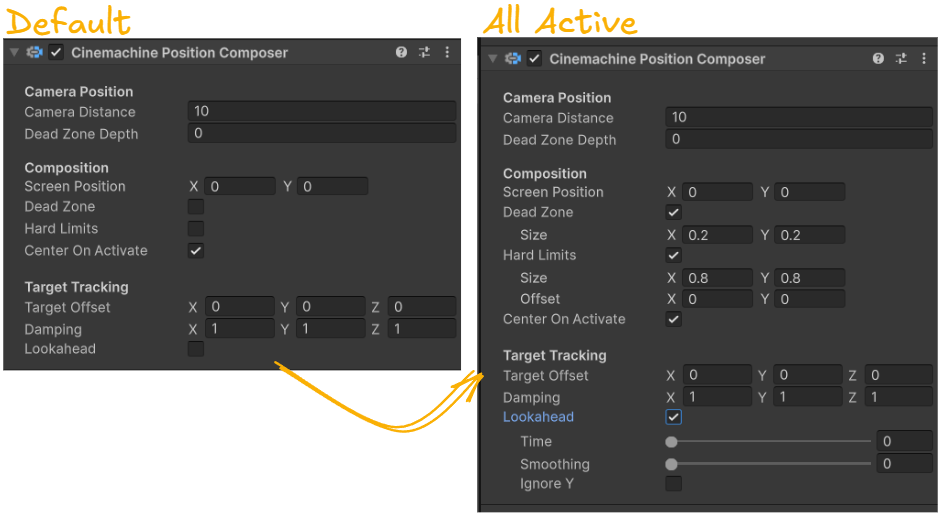 Default
Cinemachine Position Composer
Camera Position
Camera Distance 10
Dead Zone Depth 0
Composition
Screen Position X 0 Y 0
Dead Zone
Hard Limits
Center On Activate
Target Tracking
Target Offset X 0 Y 0 Z 0
Damping X 1 Y 1 Z 1
Lookahead
All Active
Cinemachine Position Composer
Camera Position
Camera Distance 10
Dead Zone Depth 0
Composition
Screen Position X 0 Y 0
Dead Zone
Size X 0.2 Y 0.2
Hard Limits
Size X 0.8 Y 0.8
Offset X 0 Y 0
Center On Activate
Target Tracking
Target Offset X 0 Y 0 Z 0
Damping X 1 Y 1 Z 1
Lookahead
Time 0
Smoothing 0
Ignore Y